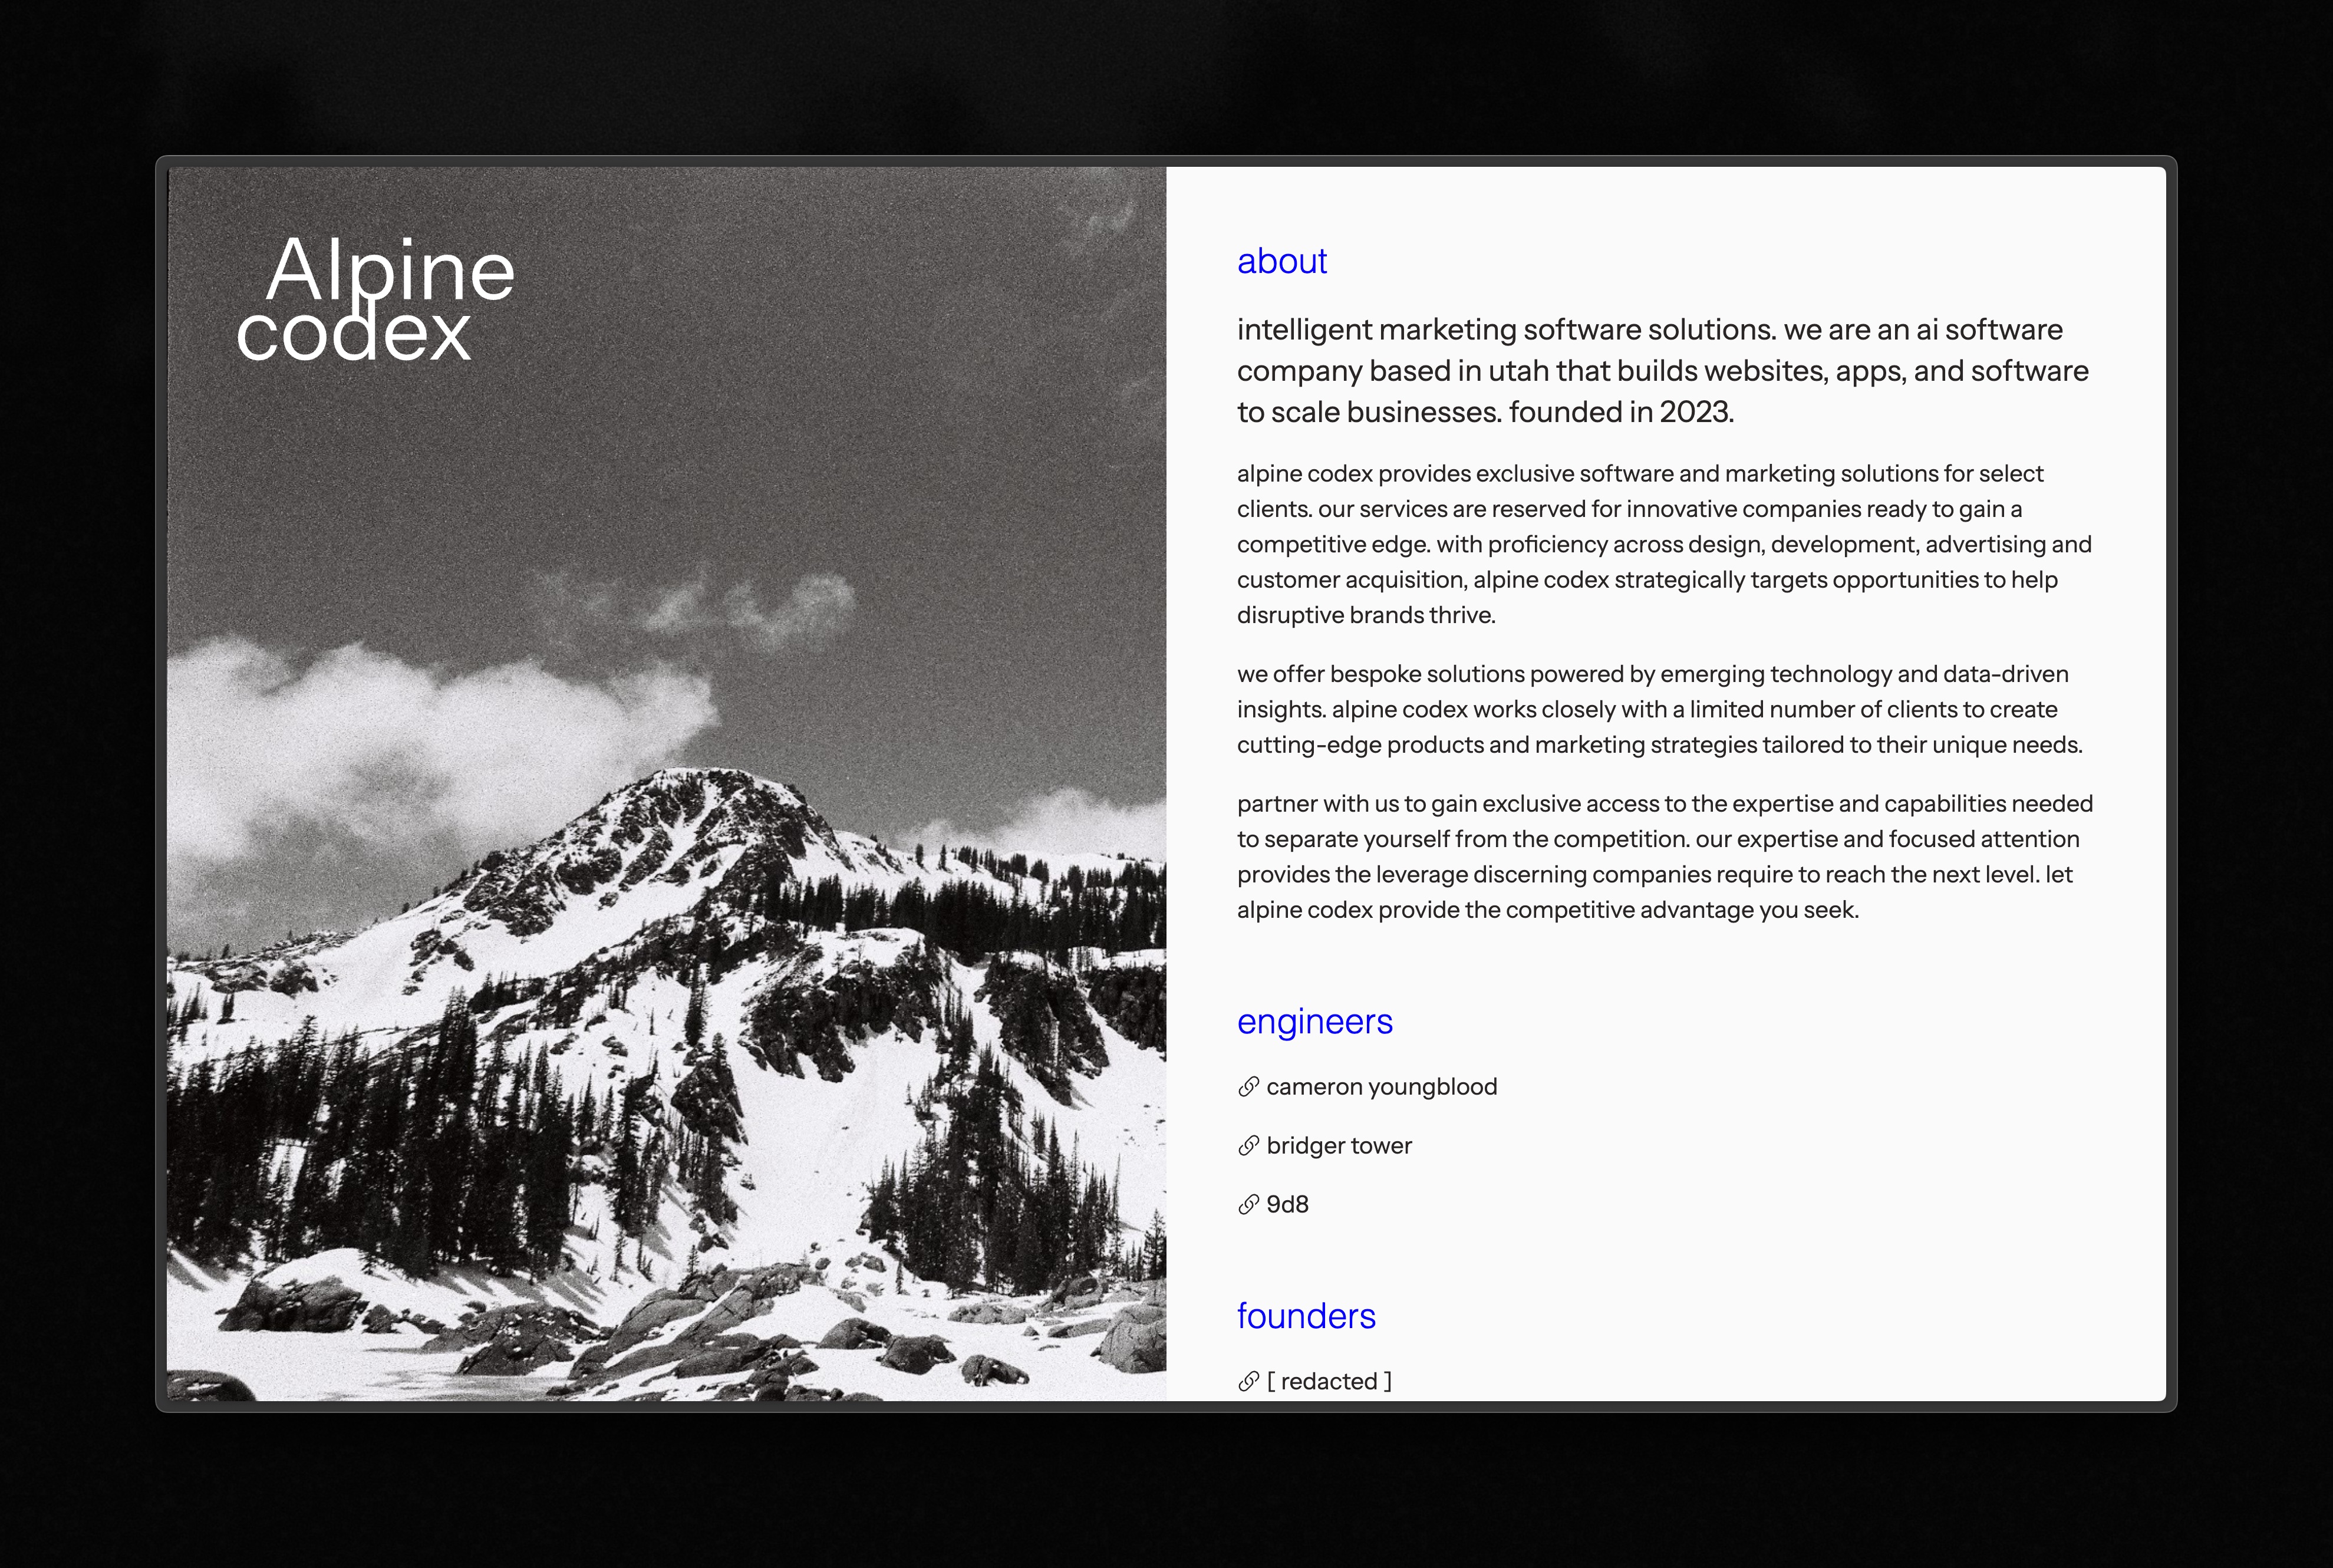 Alpine
codex
about
intelligent marketing software solutions. we are an ai software
company based in utah that builds websites, apps, and software
to scale businesses. founded in 2023.
alpine codex provides exclusive software and marketing solutions for select
clients. our services are reserved for innovative companies ready to gain a
competitive edge. with proficiency across design, development, advertising and
customer acquisition, alpine codex strategically targets opportunities to help
disruptive brands thrive.
we offer bespoke solutions powered by emerging technology and data-driven
insights. alpine codex works closely with a limited number of clients to create
cutting-edge products and marketing strategies tailored to their unique needs.
partner with us to gain exclusive access to the expertise and capabilities needed
to separate yourself from the competition. our expertise and focused attention
provides the leverage discerning companies require to reach the next level. let
alpine codex provide the competitive advantage you seek.
engineers
cameron youngblood
bridger tower
9d8
founders
[ redacted ]